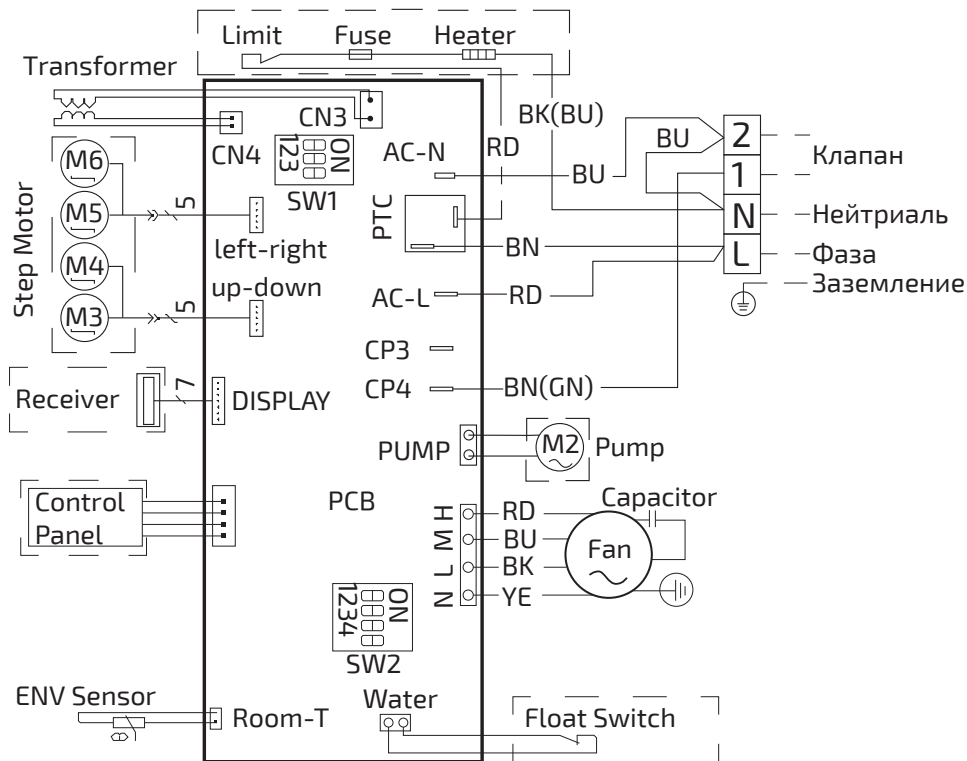 Limit Fuse Heater
Transformer
CN3
BK(BU)
CN4
123 ON
SW1
AC-N
RD
BU
BU
2
1
N
L
Клапан
Нейтриаль
Фаза
Заземление
Step Motor
M6
M5
M4
M3
5
left-right
up-down
5
PTC
BN
AC-L
RD
CP3
CP4
BN(GN)
Receiver
7
DISPLAY
PUMP
M2
Pump
Control
Panel
PCB
Capacitor
H
M
L
N
RD
BU
BK
YE
Fan
1234 ON
SW2
ENV Sensor
Room-T
Water
Float Switch